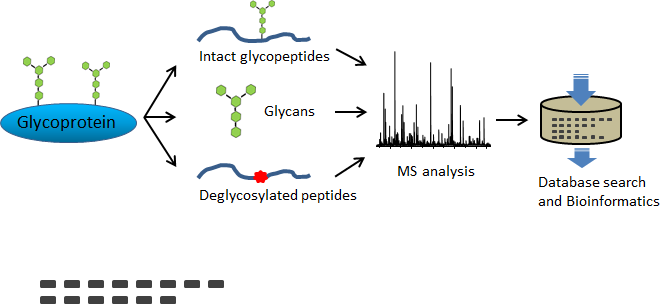 Intact glycopeptides
Glycoprotein
Glycans
Deglycosylated peptides
MS analysis
Database search
and Bioinformatics